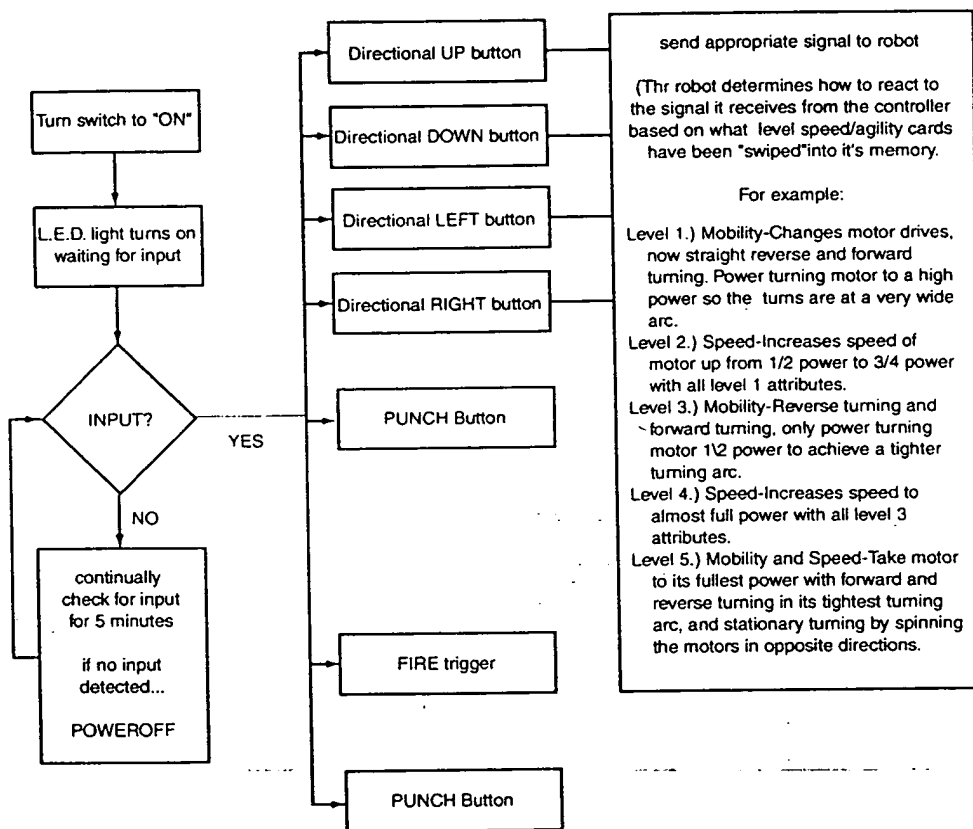 Turn switch to "ON"
L.E.D. light turns on
waiting for input
INPUT?
YES
NO
continually
check for input
for 5 minutes
if no input
detected...
POWEROFF
Directional UP button
Directional DOWN button
Directional LEFT button
Directional RIGHT button
PUNCH Button
FIRE trigger
PUNCH Button
send appropriate signal to robot
(Thr robot determines how to react to
the signal it receives from the controller
based on what level speed/agility cards
have been "swiped"into it's memory.
For example:
Level 1.) Mobility-Changes motor drives,
now straight reverse and forward
turning. Power turning motor to a high
power so the turns are at a very wide
arc.
Level 2.) Speed-Increases speed of
motor up from 1/2 power to 3/4 power
with all level 1 attributes.
Level 3.) Mobility-Reverse turning and
forward turning, only power turning
motor 1\2 power to achieve a tighter
turning arc.
Level 4.) Speed-Increases speed to
almost full power with all level 3
attributes.
Level 5.) Mobility and Speed-Take motor
to its fullest power with forward and
reverse turning in its tightest turning
arc, and stationary turning by spinning
the motors in opposite directions.